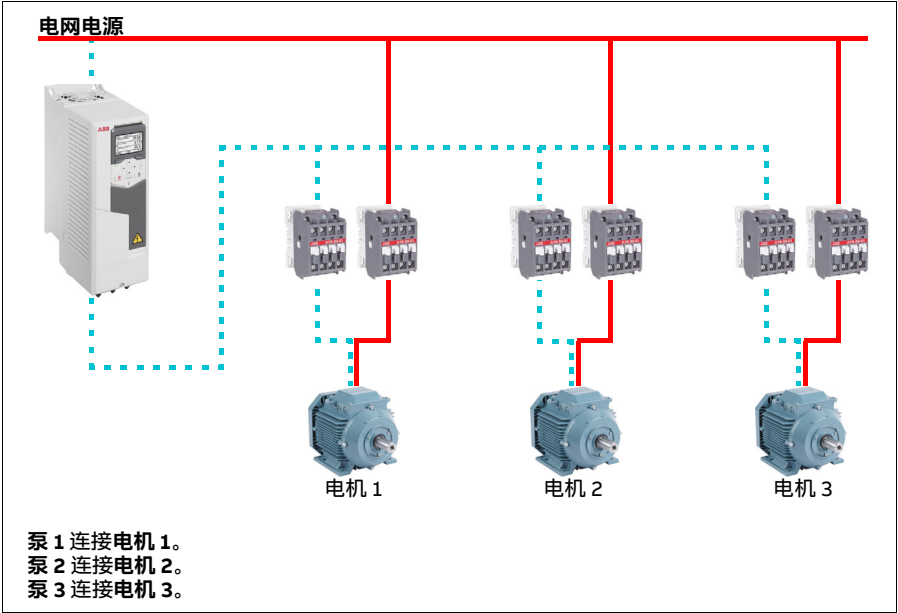 电网电源
ABB
电机 1
电机 2
电机 3
泵 1 连接电机 1。
泵 2 连接电机 2。
泵 3 连接电机 3。